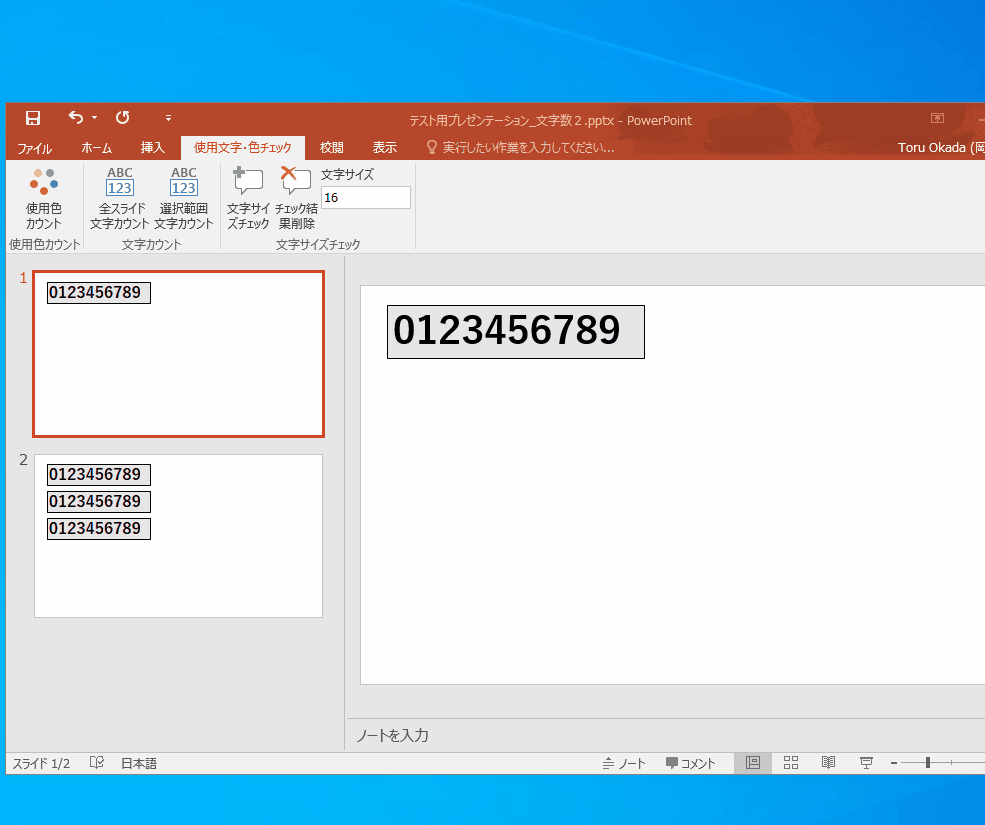 テスト用プレゼンテーション_文字数２.pptx - PowerPoint
ファイル ホーム 挿入 使用文字・色チェック 校閲 表示 実行したい作業を入力してください... Toru Okada (岡
使用色
カウント
使用色カウント
ABC
123
全スライド
文字カウント
ABC
123
選択範囲
文字カウント
文字カウント
文字サイ
ズチェック
チェック結
果削除
文字サイズ
16
文字サイズチェック
1
0123456789
2
0123456789
0123456789
0123456789
0123456789
ノートを入力
スライド 1/2 日本語 ノート コメント